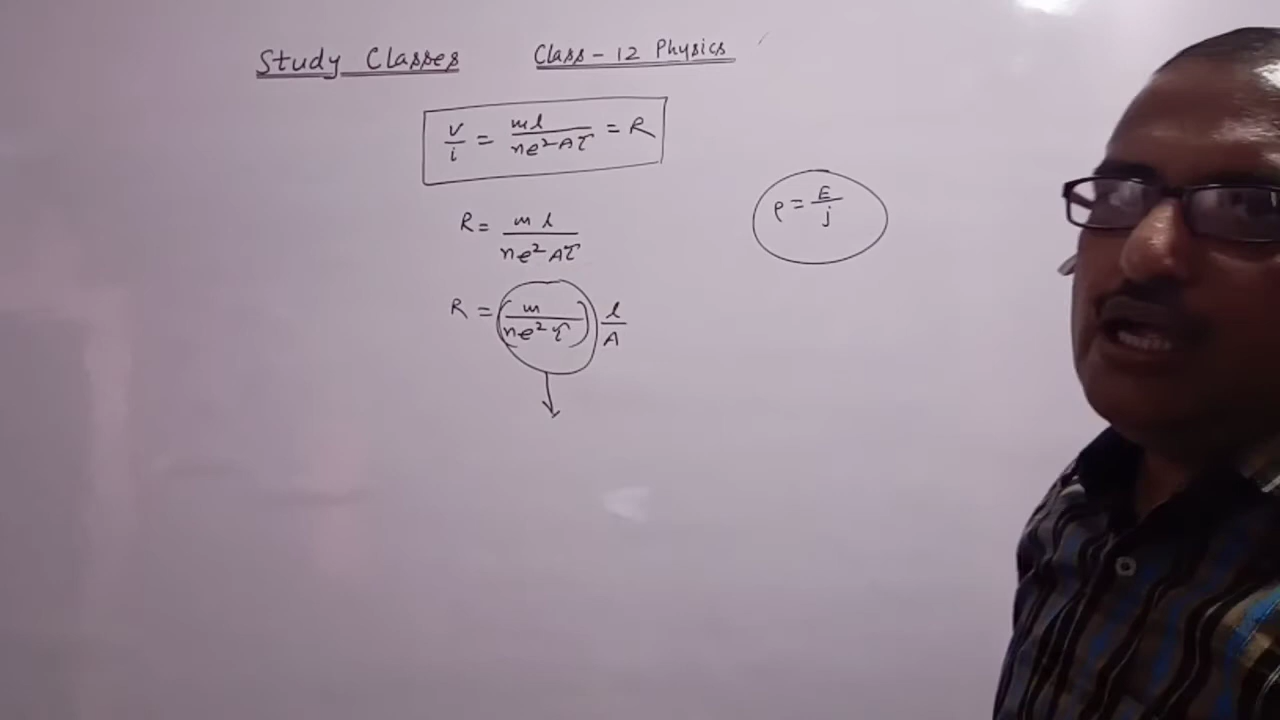 Study Classes Class - 12 Physics
v/i = ml/ne²Aτ = R
R = ml/ne²Aτ
ρ = E/j
R = (m/ne²τ) l/A